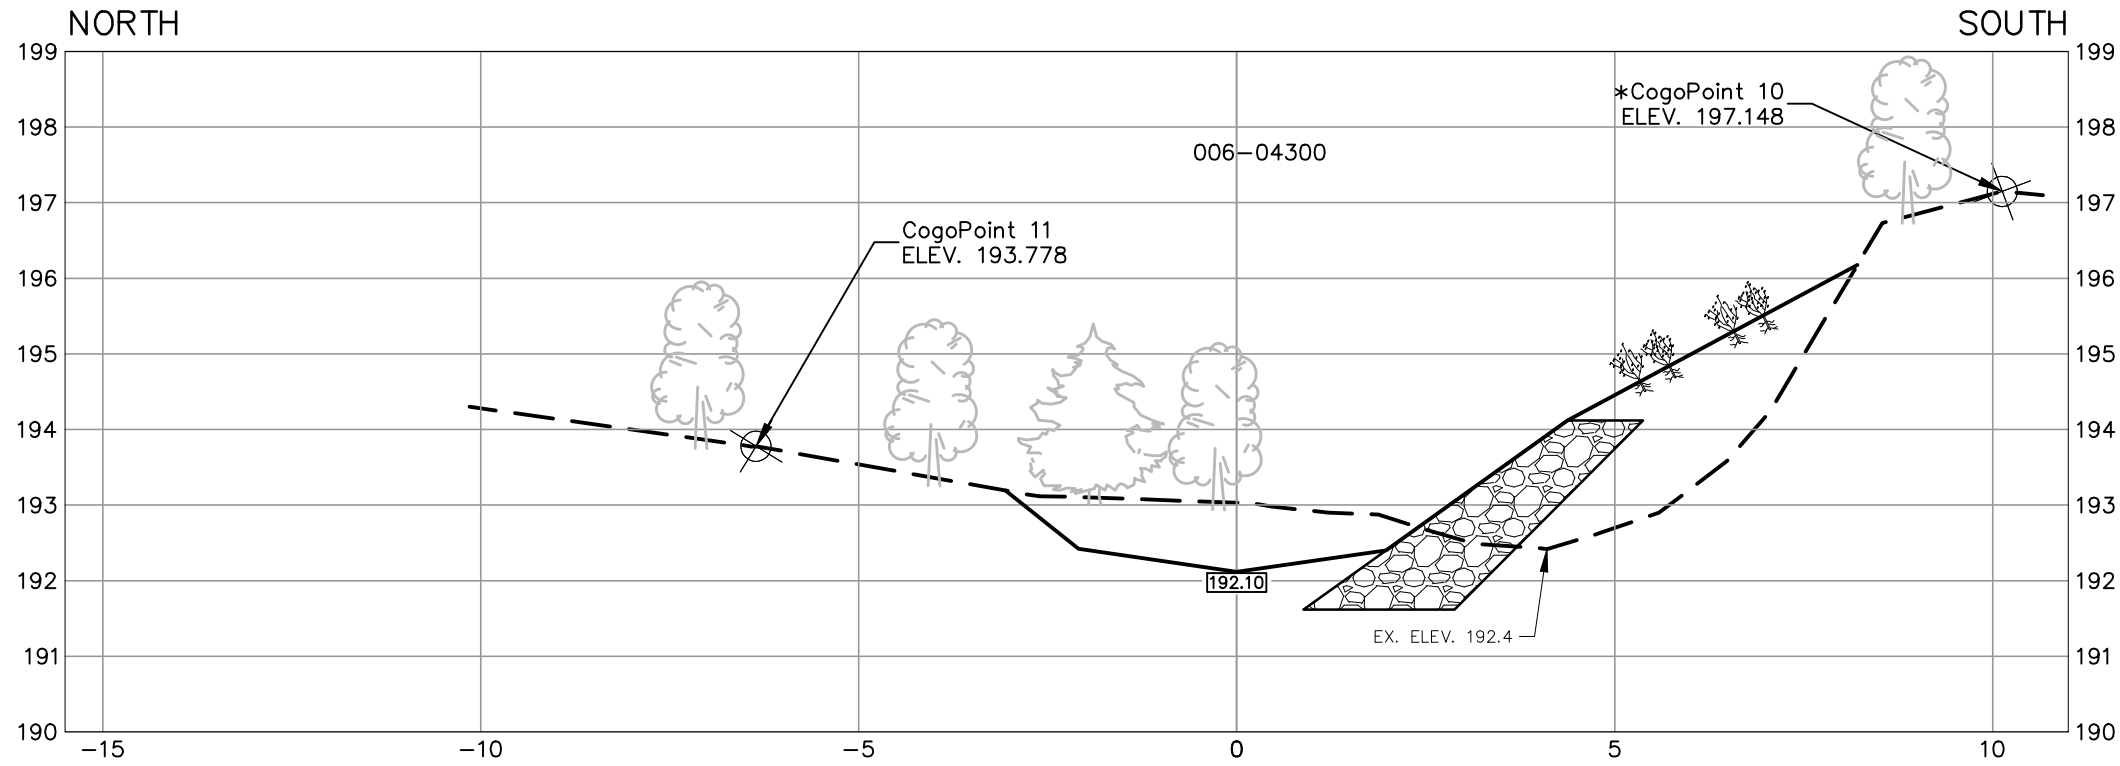 NORTH SOUTH
199 199
*CogoPoint 10
ELEV. 197.148
198 198
006-04300
197 197
CogoPoint 11
ELEV. 193.778
196 196
195 195
194 194
193 193
192 192
192.10
EX. ELEV. 192.4
191 191
190 190
-15 -10 -5 0 5 10